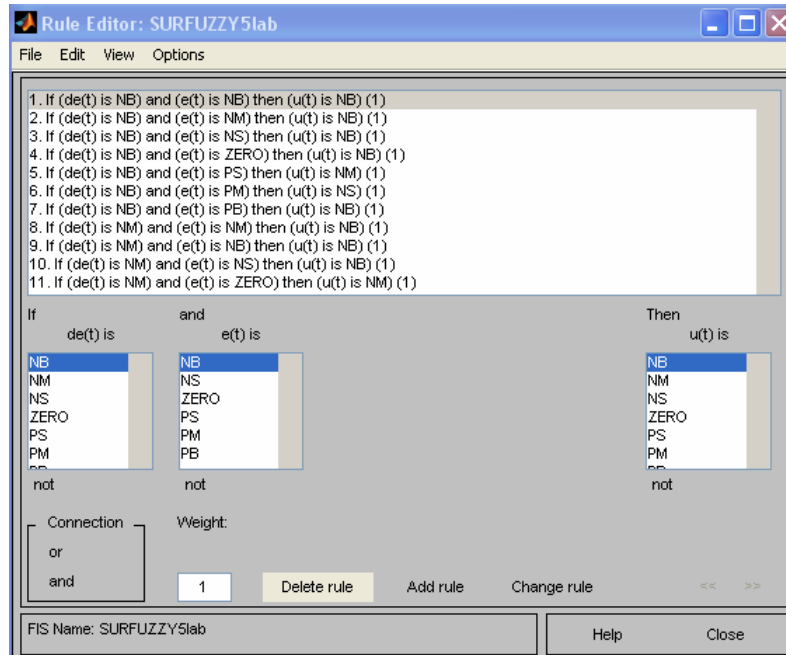 Rule Editor: SURFUZZY5lab
File Edit View Options
1. If (de(t) is NB) and (e(t) is NB) then (u(t) is NB) (1)
2. If (de(t) is NB) and (e(t) is NM) then (u(t) is NB) (1)
3. If (de(t) is NB) and (e(t) is NS) then (u(t) is NB) (1)
4. If (de(t) is NB) and (e(t) is ZERO) then (u(t) is NB) (1)
5. If (de(t) is NB) and (e(t) is PS) then (u(t) is NM) (1)
6. If (de(t) is NB) and (e(t) is PM) then (u(t) is NS) (1)
7. If (de(t) is NB) and (e(t) is PB) then (u(t) is NB) (1)
8. If (de(t) is NM) and (e(t) is NM) then (u(t) is NB) (1)
9. If (de(t) is NM) and (e(t) is NB) then (u(t) is NB) (1)
10. If (de(t) is NM) and (e(t) is NS) then (u(t) is NB) (1)
11. If (de(t) is NM) and (e(t) is ZERO) then (u(t) is NM) (1)
If and Then
de(t) is e(t) is u(t) is
NB NB NB
NM NS NM
NS ZERO NS
ZERO PS ZERO
PS PM PS
PM PB PM
PB PB
not not not
Connection Weight:
or
and 1 Delete rule Add rule Change rule << >>
FIS Name: SURFUZZY5lab Help Close